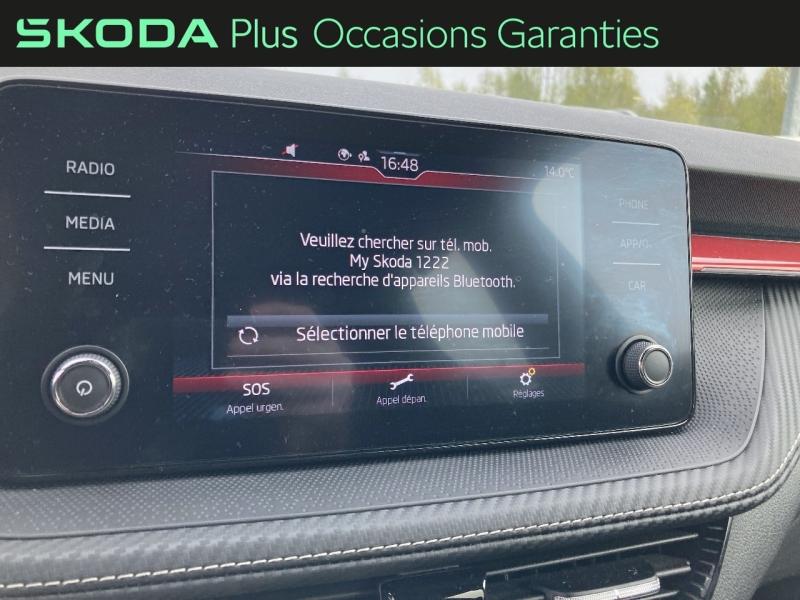 SKODA Plus Occasions Garanties
RADIO
MEDIA
MENU
16:48
14.0°C
Veuillez chercher sur tél. mob.
My Skoda 1222
via la recherche d'appareils Bluetooth.
Sélectionner le téléphone mobile
SOS
Appel urgen.
Appel dépan.
Réglages
PHONE
APP/
CAR